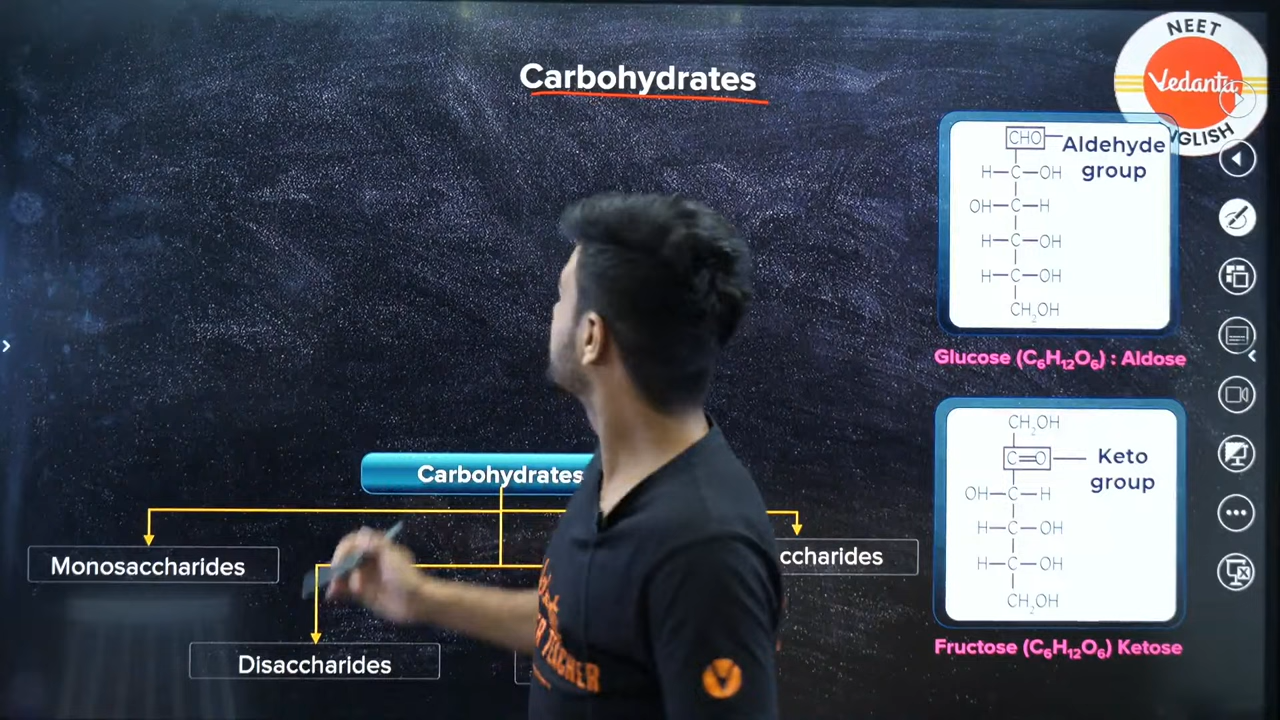 Carbohydrates
NEET
Vedantu
ENGLISH
CHO
Aldehyde
group
H—C—OH
OH—C—H
H—C—OH
H—C—OH
CH₂OH
Glucose (C₆H₁₂O₆) : Aldose
CH₂OH
C=O
Keto
group
OH—C—H
H—C—OH
H—C—OH
CH₂OH
Fructose (C₆H₁₂O₆) Ketose
Carbohydrates
Monosaccharides
ccharides
Disaccharides